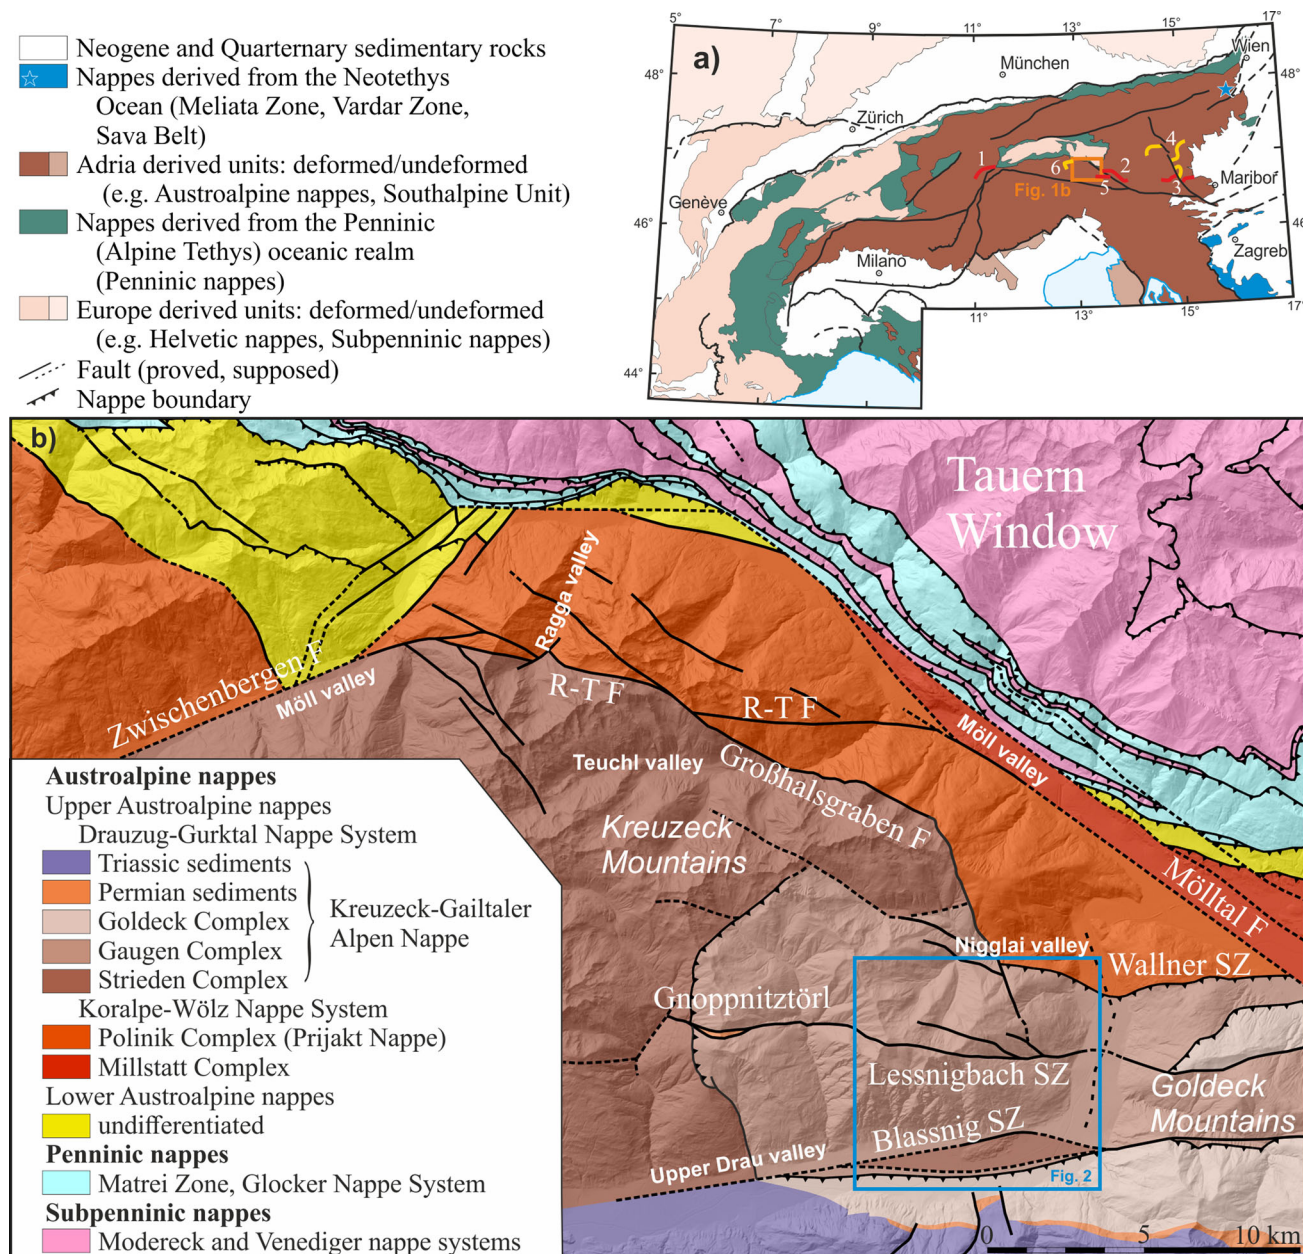 Neogene and Quarternary sedimentary rocks
Nappes derived from the Neotethys
Ocean (Meliata Zone, Vardar Zone,
Sava Belt)
Adria derived units: deformed/undeformed
(e.g. Austroalpine nappes, Southalpine Unit)
Nappes derived from the Penninic
(Alpine Tethys) oceanic realm
(Penninic nappes)
Europe derived units: deformed/undeformed
(e.g. Helvetic nappes, Subpenninic nappes)
Fault (proved, supposed)
Nappe boundary
5°
7°
9°
11°
13°
15°
17°
a)
Wien
48°
48°
München
Zürich
4
1
6
2
Fig. 1b
5
3
Maribor
Genève
46°
46
Milano
Zagreb
11°
13°
15°
17
44°
7°
9°
b)
Tauern
Window
Ragga valley
Zwischenbergen F
Möll valley
R-T F
R-T F
Möll valley
Teuchl valley
Großhalsgraben F
Kreuzeck
Mountains
Mölltal F
Nigglai valley
Wallner SZ
Gnoppnitztörl
Lessnigbach SZ
Goldeck
Mountains
Blassnig SZ
Upper Drau valley
Fig. 2
0 5 10 km
Austroalpine nappes
Upper Austroalpine nappes
Drauzug-Gurktal Nappe System
Triassic sediments
Permian sediments
Goldeck Complex
Gaugen Complex
Strieden Complex
Kreuzeck-Gailtaler
Alpen Nappe
Koralpe-Wölz Nappe System
Polinik Complex (Prijakt Nappe)
Millstatt Complex
Lower Austroalpine nappes
undifferentiated
Penninic nappes
Matrei Zone, Glocker Nappe System
Subpenninic nappes
Modereck and Venediger nappe systems